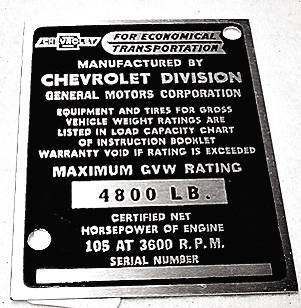 CHEVROLET
FOR ECONOMICAL
TRANSPORTATION
MANUFACTURED BY
CHEVROLET DIVISION
GENERAL MOTORS CORPORATION
EQUIPMENT AND TIRES FOR GROSS
VEHICLE WEIGHT RATINGS ARE
LISTED IN LOAD CAPACITY CHART
OF INSTRUCTION BOOKLET
WARRANTY VOID IF RATING IS EXCEEDED
MAXIMUM GVW RATING
4800 LB.
CERTIFIED NET
HORSEPOWER OF ENGINE
105 AT 3600 R.P.M.
SERIAL NUMBER